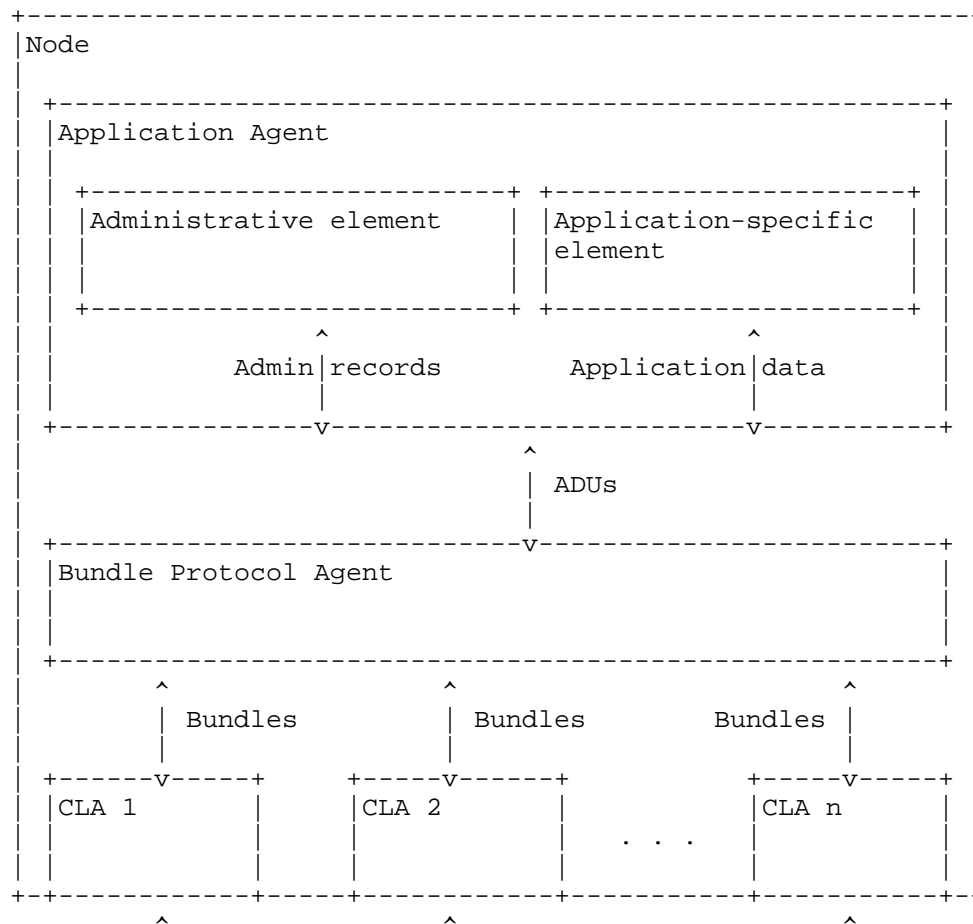 Node
Application Agent
Administrative element Application-specific
element
Admin records Application data
ADUs
Bundle Protocol Agent
Bundles Bundles Bundles
CLA 1 CLA 2 . . . CLA n